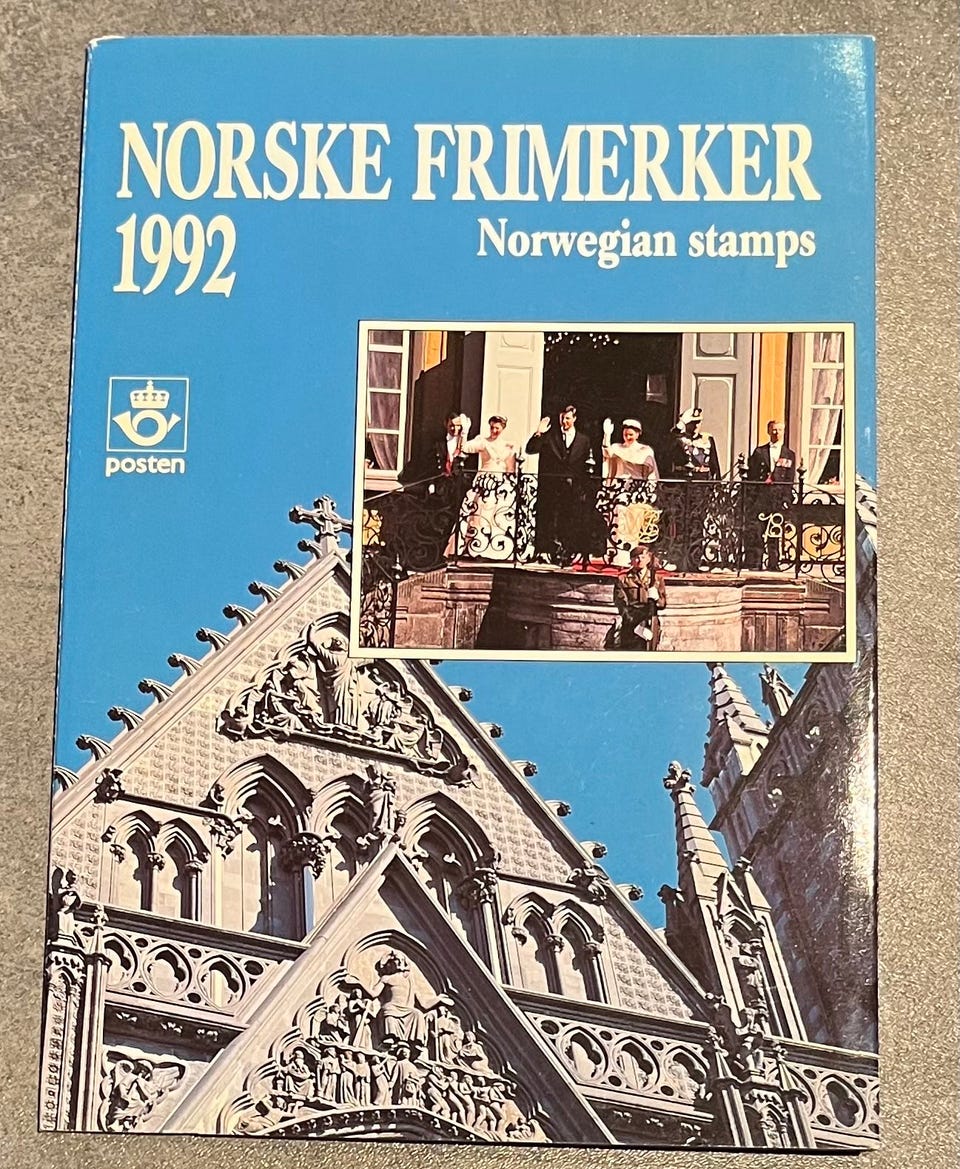 NORSKE FRIMERKER
1992
Norwegian stamps
posten